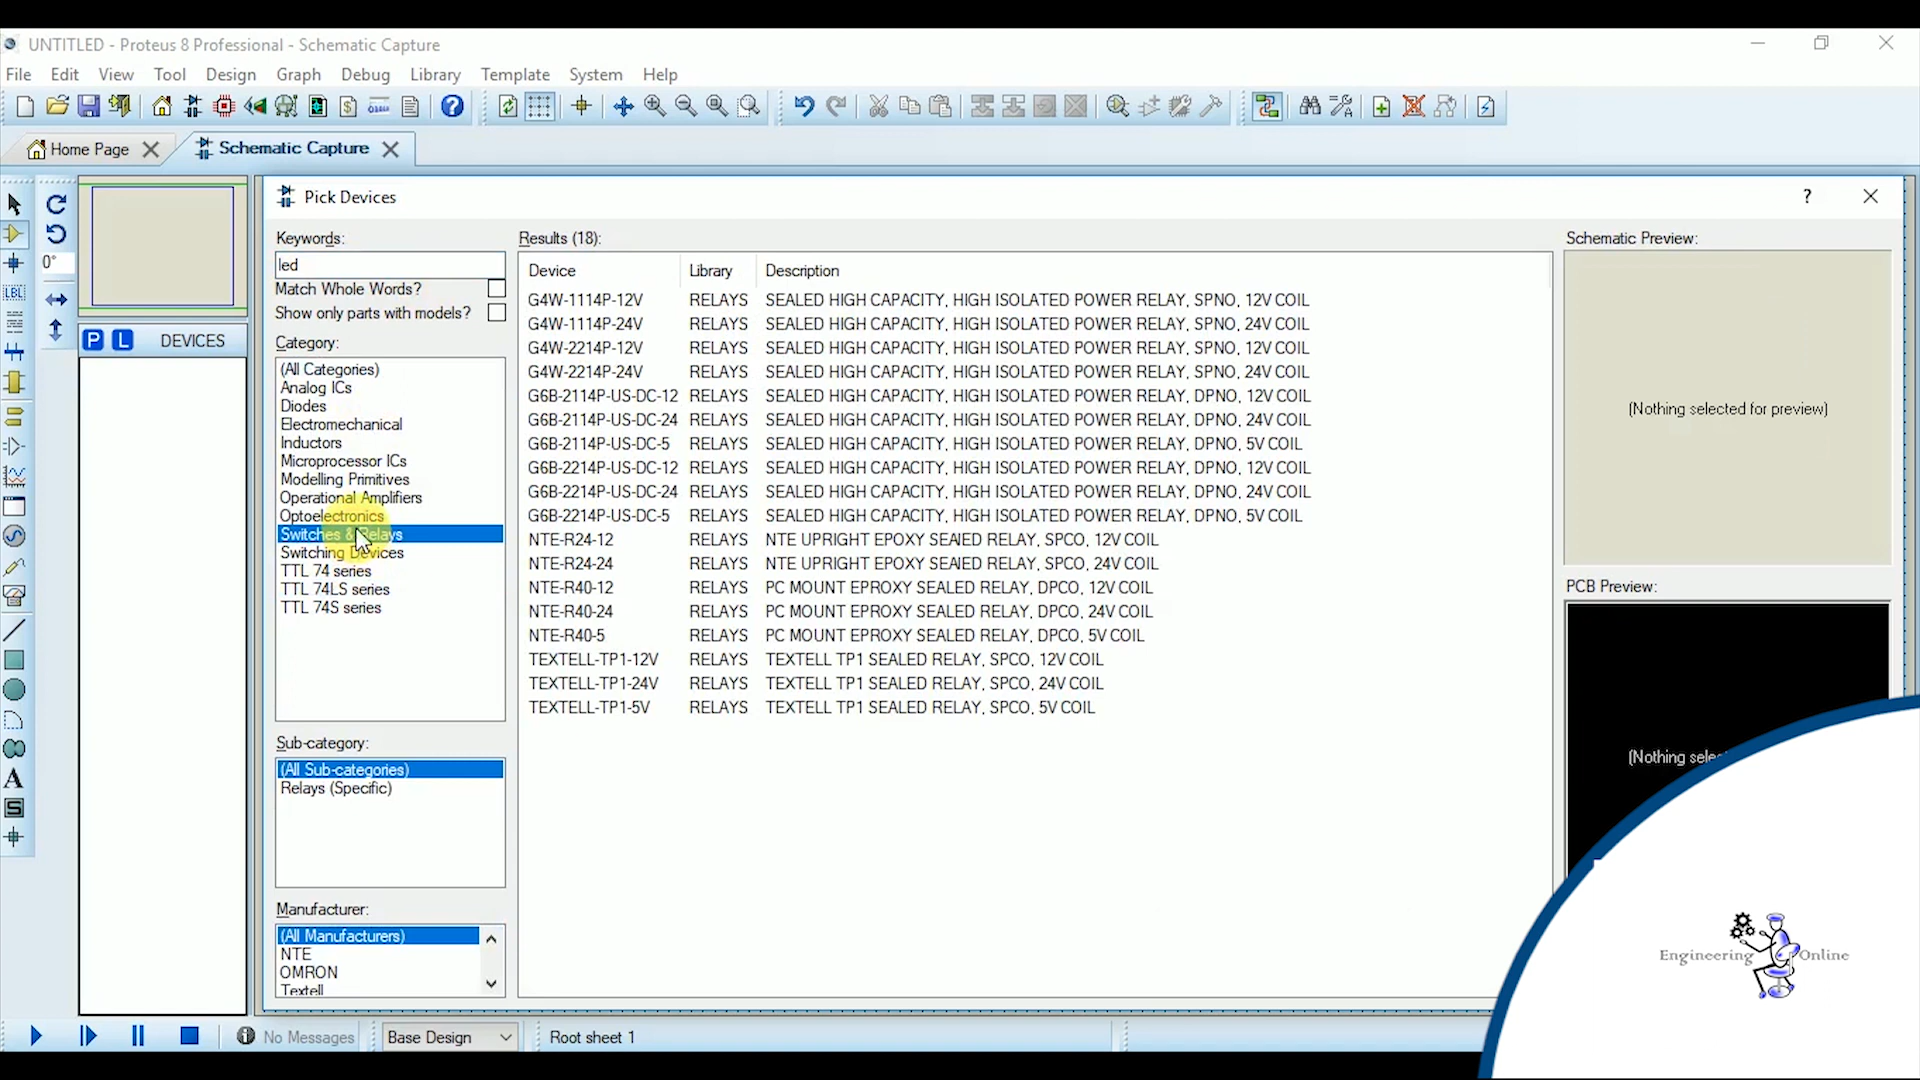 UNTITLED - Proteus 8 Professional - Schematic Capture
File Edit View Tool Design Graph Debug Library Template System Help
Home Page
Schematic Capture
0°
LBL
P L DEVICES
A
S
Pick Devices
?
Keywords:
led
Match Whole Words?
Show only parts with models?
Category:
(All Categories)
Analog ICs
Diodes
Electromechanical
Inductors
Microprocessor ICs
Modelling Primitives
Operational Amplifiers
Optoelectronics
Switches & Relays
Switching Devices
TTL 74 series
TTL 74LS series
TTL 74S series
Sub-category:
(All Sub-categories)
Relays (Specific)
Manufacturer:
(All Manufacturers)
NTE
OMRON
Textell
Results (18):
Device Library Description
G4W-1114P-12V RELAYS SEALED HIGH CAPACITY, HIGH ISOLATED POWER RELAY, SPNO, 12V COIL
G4W-1114P-24V RELAYS SEALED HIGH CAPACITY, HIGH ISOLATED POWER RELAY, SPNO, 24V COIL
G4W-2214P-12V RELAYS SEALED HIGH CAPACITY, HIGH ISOLATED POWER RELAY, SPNO, 12V COIL
G4W-2214P-24V RELAYS SEALED HIGH CAPACITY, HIGH ISOLATED POWER RELAY, SPNO, 24V COIL
G6B-2114P-US-DC-12 RELAYS SEALED HIGH CAPACITY, HIGH ISOLATED POWER RELAY, DPNO, 12V COIL
G6B-2114P-US-DC-24 RELAYS SEALED HIGH CAPACITY, HIGH ISOLATED POWER RELAY, DPNO, 24V COIL
G6B-2114P-US-DC-5 RELAYS SEALED HIGH CAPACITY, HIGH ISOLATED POWER RELAY, DPNO, 5V COIL
G6B-2214P-US-DC-12 RELAYS SEALED HIGH CAPACITY, HIGH ISOLATED POWER RELAY, DPNO, 12V COIL
G6B-2214P-US-DC-24 RELAYS SEALED HIGH CAPACITY, HIGH ISOLATED POWER RELAY, DPNO, 24V COIL
G6B-2214P-US-DC-5 RELAYS SEALED HIGH CAPACITY, HIGH ISOLATED POWER RELAY, DPNO, 5V COIL
NTE-R24-12 RELAYS NTE UPRIGHT EPOXY SEAlED RELAY, SPCO, 12V COIL
NTE-R24-24 RELAYS NTE UPRIGHT EPOXY SEAlED RELAY, SPCO, 24V COIL
NTE-R40-12 RELAYS PC MOUNT EPROXY SEALED RELAY, DPCO, 12V COIL
NTE-R40-24 RELAYS PC MOUNT EPROXY SEALED RELAY, DPCO, 24V COIL
NTE-R40-5 RELAYS PC MOUNT EPROXY SEALED RELAY, DPCO, 5V COIL
TEXTELL-TP1-12V RELAYS TEXTELL TP1 SEALED RELAY, SPCO, 12V COIL
TEXTELL-TP1-24V RELAYS TEXTELL TP1 SEALED RELAY, SPCO, 24V COIL
TEXTELL-TP1-5V RELAYS TEXTELL TP1 SEALED RELAY, SPCO, 5V COIL
Schematic Preview:
(Nothing selected for preview)
PCB Preview:
(Nothing
Engineering Online
No Messages
Base Design
Root sheet 1